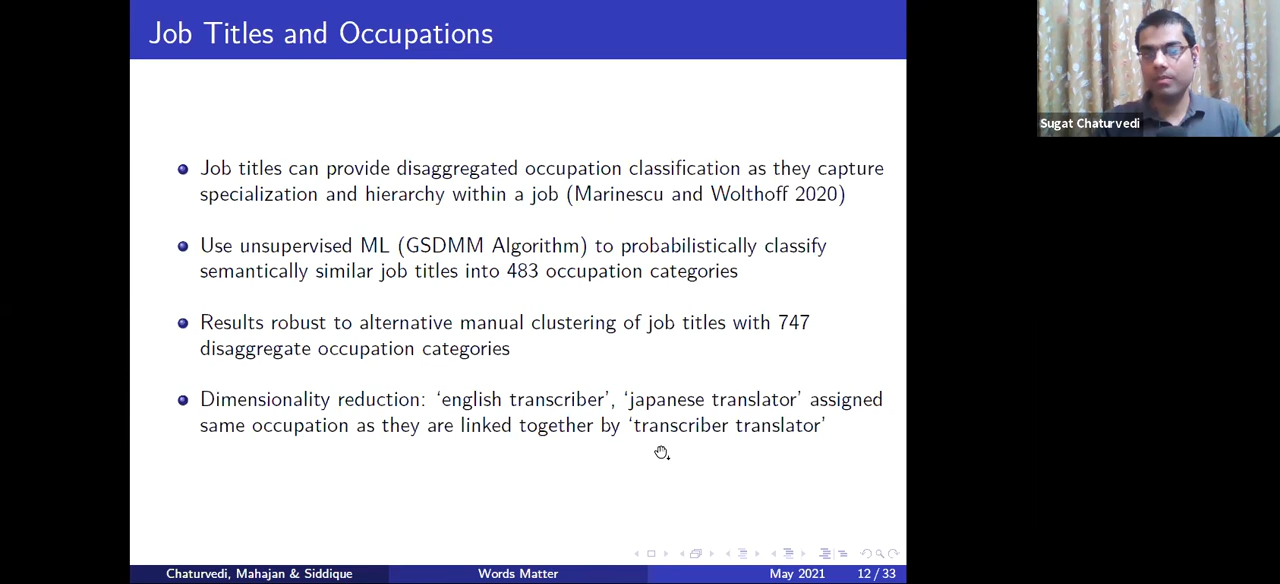 Job Titles and Occupations
Sugat Chaturvedi
Job titles can provide disaggregated occupation classification as they capture
specialization and hierarchy within a job (Marinescu and Wolthoff 2020)
Use unsupervised ML (GSDMM Algorithm) to probabilistically classify
semantically similar job titles into 483 occupation categories
Results robust to alternative manual clustering of job titles with 747
disaggregate occupation categories
Dimensionality reduction: ‘english transcriber’, ‘japanese translator’ assigned
same occupation as they are linked together by ‘transcriber translator’
Chaturvedi, Mahajan & Siddique Words Matter May 2021 12 / 33